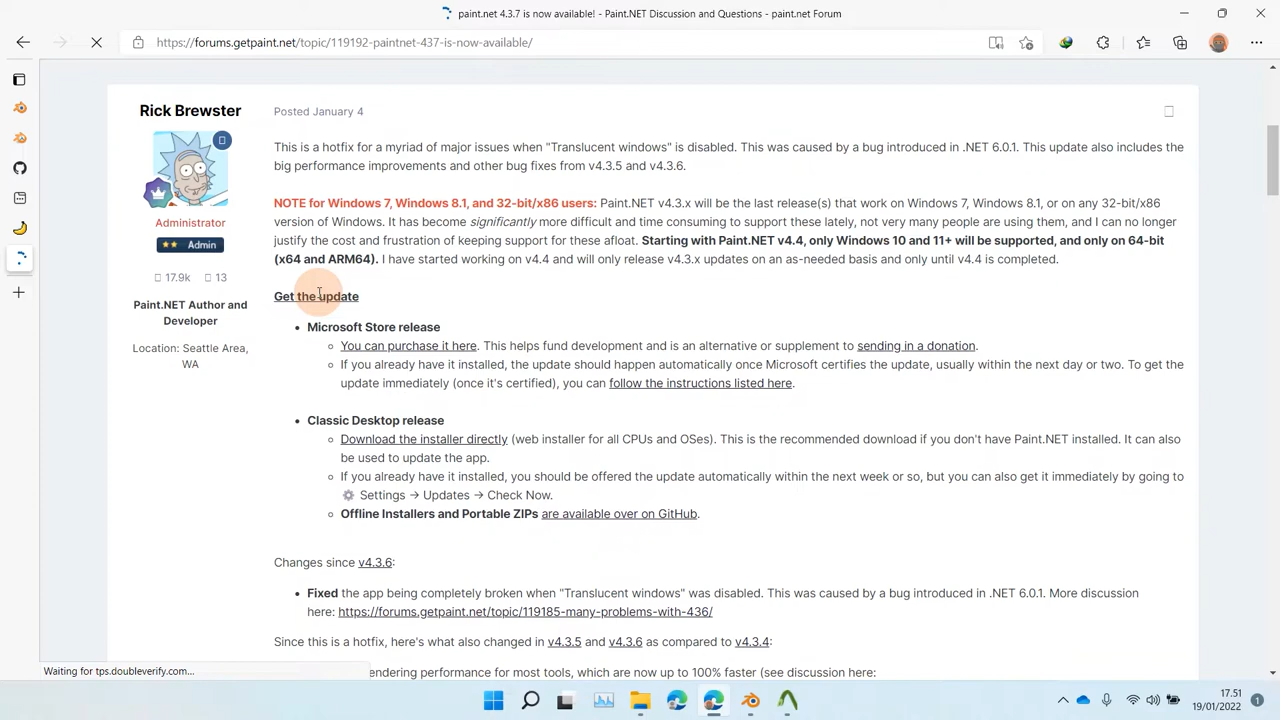 paint.net 4.3.7 is now available! - Paint.NET Discussion and Questions - paint.net Forum
https://forums.getpaint.net/topic/119192-paintnet-437-is-now-available/
Rick Brewster
Administrator
Admin
17.9k 13
Paint.NET Author and
Developer
Location: Seattle Area,
WA
Posted January 4
This is a hotfix for a myriad of major issues when "Translucent windows" is disabled. This was caused by a bug introduced in .NET 6.0.1. This update also includes the
big performance improvements and other bug fixes from v4.3.5 and v4.3.6.
NOTE for Windows 7, Windows 8.1, and 32-bit/x86 users: Paint.NET v4.3.x will be the last release(s) that work on Windows 7, Windows 8.1, or on any 32-bit/x86
version of Windows. It has become significantly more difficult and time consuming to support these lately, not very many people are using them, and I can no longer
justify the cost and frustration of keeping support for these afloat. Starting with Paint.NET v4.4, only Windows 10 and 11+ will be supported, and only on 64-bit
(x64 and ARM64). I have started working on v4.4 and will only release v4.3.x updates on an as-needed basis and only until v4.4 is completed.
Get the update
• Microsoft Store release
You can purchase it here. This helps fund development and is an alternative or supplement to sending in a donation.
If you already have it installed, the update should happen automatically once Microsoft certifies the update, usually within the next day or two. To get the
update immediately (once it's certified), you can follow the instructions listed here.
• Classic Desktop release
Download the installer directly (web installer for all CPUs and OSes). This is the recommended download if you don't have Paint.NET installed. It can also
be used to update the app.
If you already have it installed, you should be offered the update automatically within the next week or so, but you can also get it immediately by going to
Settings → Updates → Check Now.
Offline Installers and Portable ZIPs are available over on GitHub.
Changes since v4.3.6:
• Fixed the app being completely broken when "Translucent windows" was disabled. This was caused by a bug introduced in .NET 6.0.1. More discussion
here: https://forums.getpaint.net/topic/119185-many-problems-with-436/
Since this is a hotfix, here's what also changed in v4.3.5 and v4.3.6 as compared to v4.3.4:
endering performance for most tools, which are now up to 100% faster (see discussion here:
Waiting for tps.doubleverify.com...
17.51
19/01/2022
1